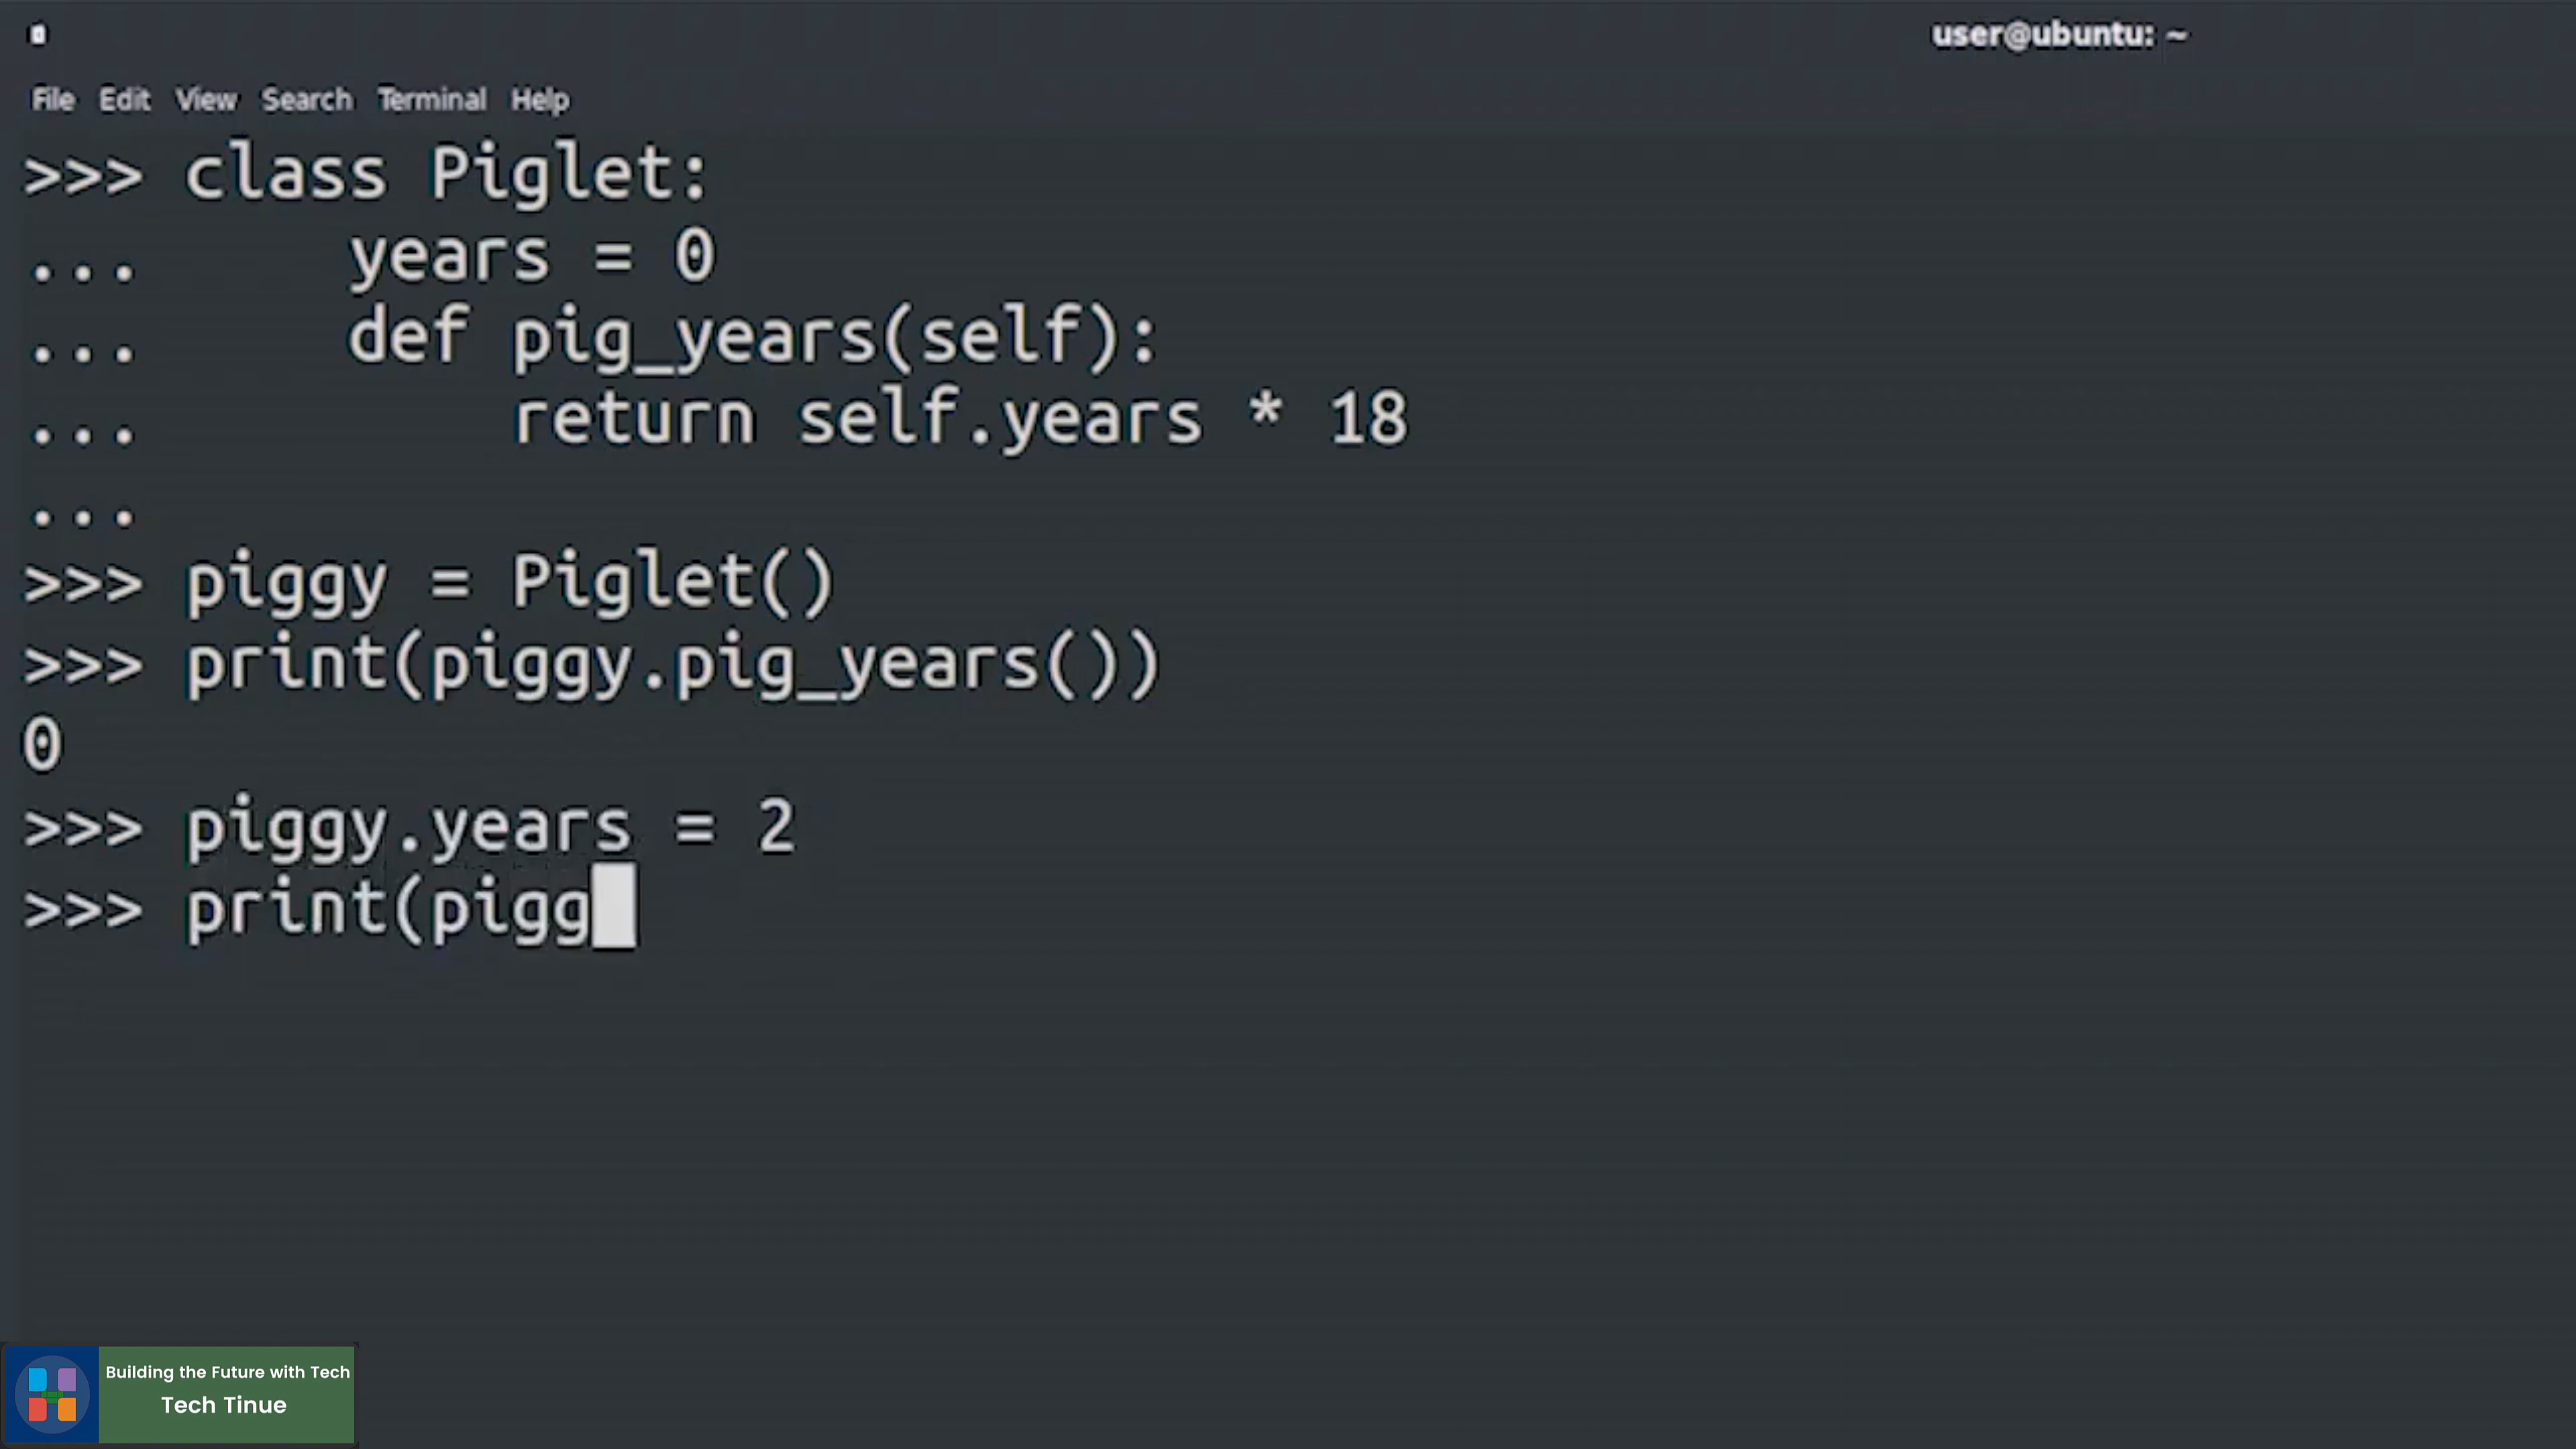 user@ubuntu: ~
File Edit View Search Terminal Help
>>> class Piglet:
...     years = 0
...     def pig_years(self):
...         return self.years * 18
...
>>> piggy = Piglet()
>>> print(piggy.pig_years())
0
>>> piggy.years = 2
>>> print(pigg
Building the Future with Tech
Tech Tinue